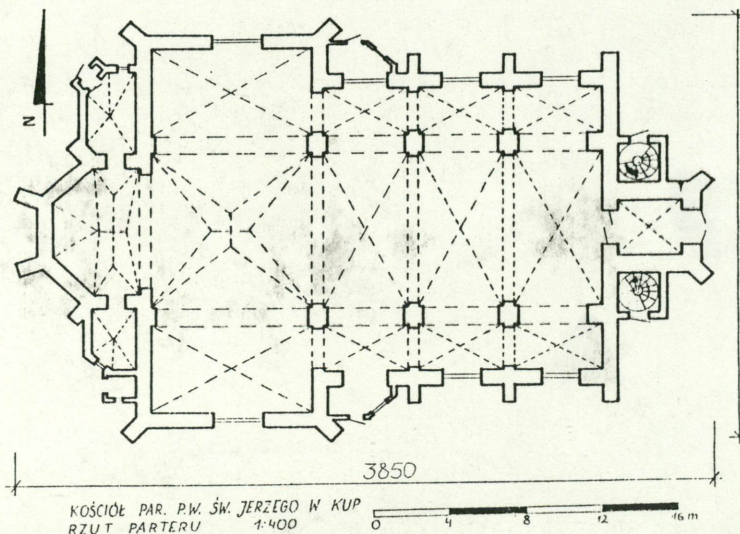 N
3850
KOŚCIÓŁ PAR. P.W. ŚW. JERZEGO W KUP
RZUT PARTERU 1:400
0 4 8 12 16 m